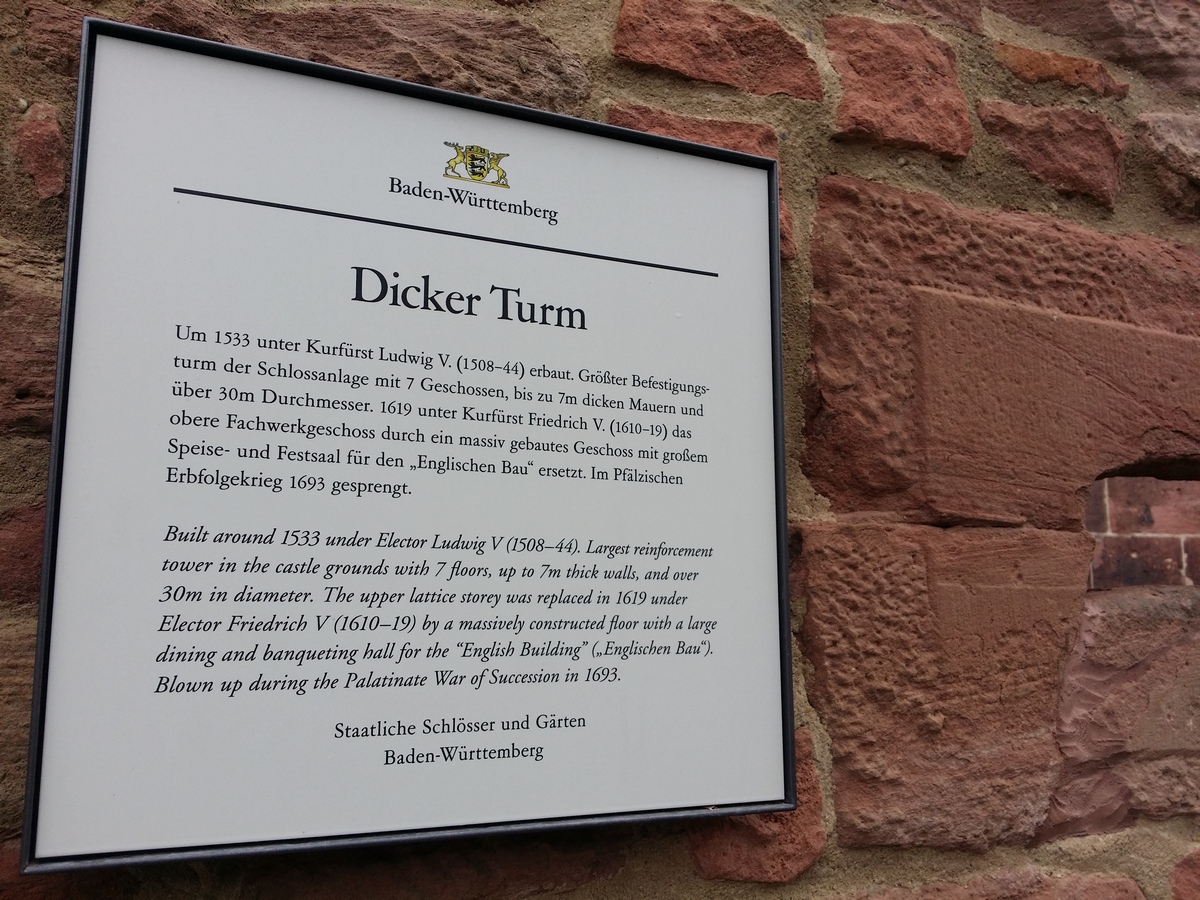 Baden-Württemberg
Dicker Turm
Um 1533 unter Kurfürst Ludwig V. (1508–44) erbaut. Größter Befestigungs-
turm der Schlossanlage mit 7 Geschossen, bis zu 7m dicken Mauern und
über 30m Durchmesser. 1619 unter Kurfürst Friedrich V. (1610–19) das
obere Fachwerkgeschoss durch ein massiv gebautes Geschoss mit großem
Speise- und Festsaal für den „Englischen Bau“ ersetzt. Im Pfälzischen
Erbfolgekrieg 1693 gesprengt.
Built around 1533 under Elector Ludwig V (1508–44). Largest reinforcement
tower in the castle grounds with 7 floors, up to 7m thick walls, and over
30m in diameter. The upper lattice storey was replaced in 1619 under
Elector Friedrich V (1610–19) by a massively constructed floor with a large
dining and banqueting hall for the “English Building” („Englischen Bau“).
Blown up during the Palatinate War of Succession in 1693.
Staatliche Schlösser und Gärten
Baden-Württemberg